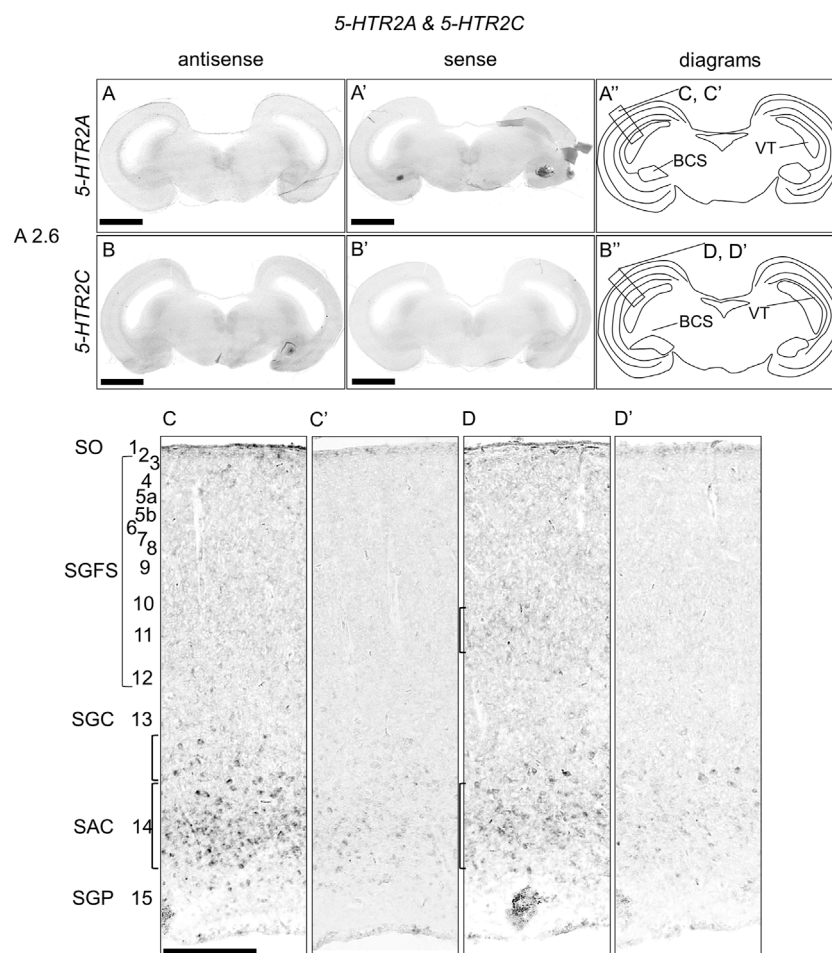 5-HTR2A & 5-HTR2C
antisense sense diagrams
A A’ A’’ C, C’
5-HTR2A
BCS VT
A 2.6
B B’ B’’ D, D’
5-HTR2C
BCS VT
C C’ D D’
SO 1
2
3
4
5a
5b
6
7
8
SGFS 9
10
11
12
SGC 13
SAC 14
SGP 15